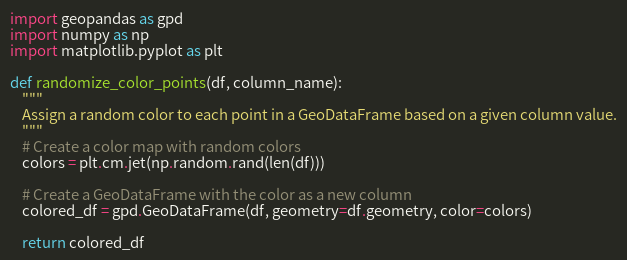 import geopandas as gpd
import numpy as np
import matplotlib.pyplot as plt

def randomize_color_points(df, column_name):
    """
    Assign a random color to each point in a GeoDataFrame based on a given column value.
    """
    # Create a color map with random colors
    colors = plt.cm.jet(np.random.rand(len(df)))

    # Create a GeoDataFrame with the color as a new column
    colored_df = gpd.GeoDataFrame(df, geometry=df.geometry, color=colors)

    return colored_df